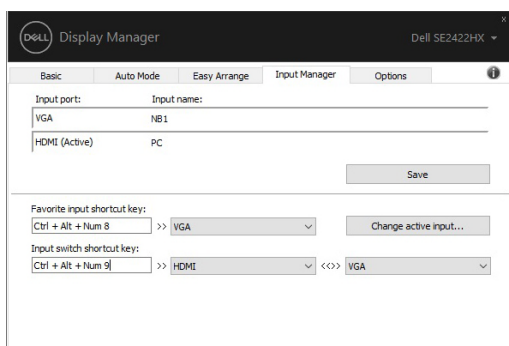 DELL Display Manager Dell SE2422HX
Basic Auto Mode Easy Arrange Input Manager Options
Input port: Input name:
VGA NB1
HDMI (Active) PC
Save
Favorite input shortcut key:
Ctrl + Alt + Num 8 >> VGA Change active input...
Input switch shortcut key:
Ctrl + Alt + Num 9 >> HDMI <<>> VGA